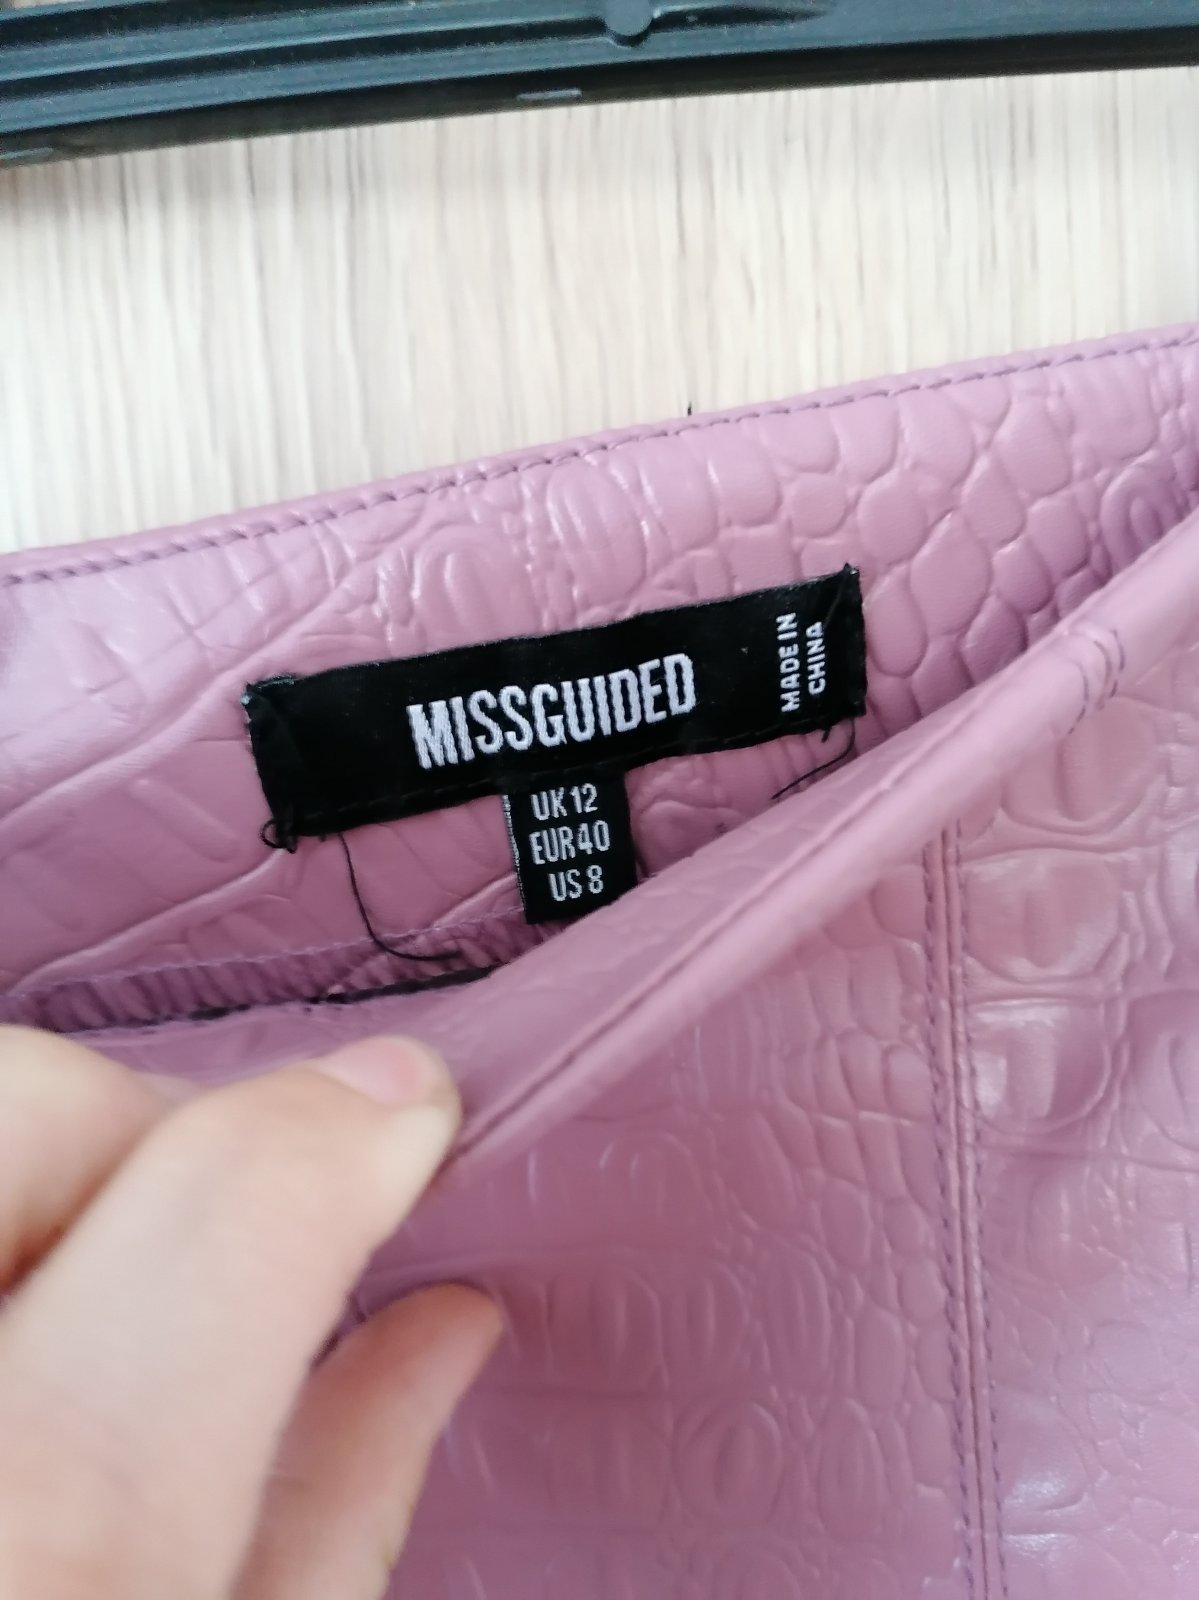 MISSGUIDED
MADE IN
CHINA
UK 12
EUR 40
US 8